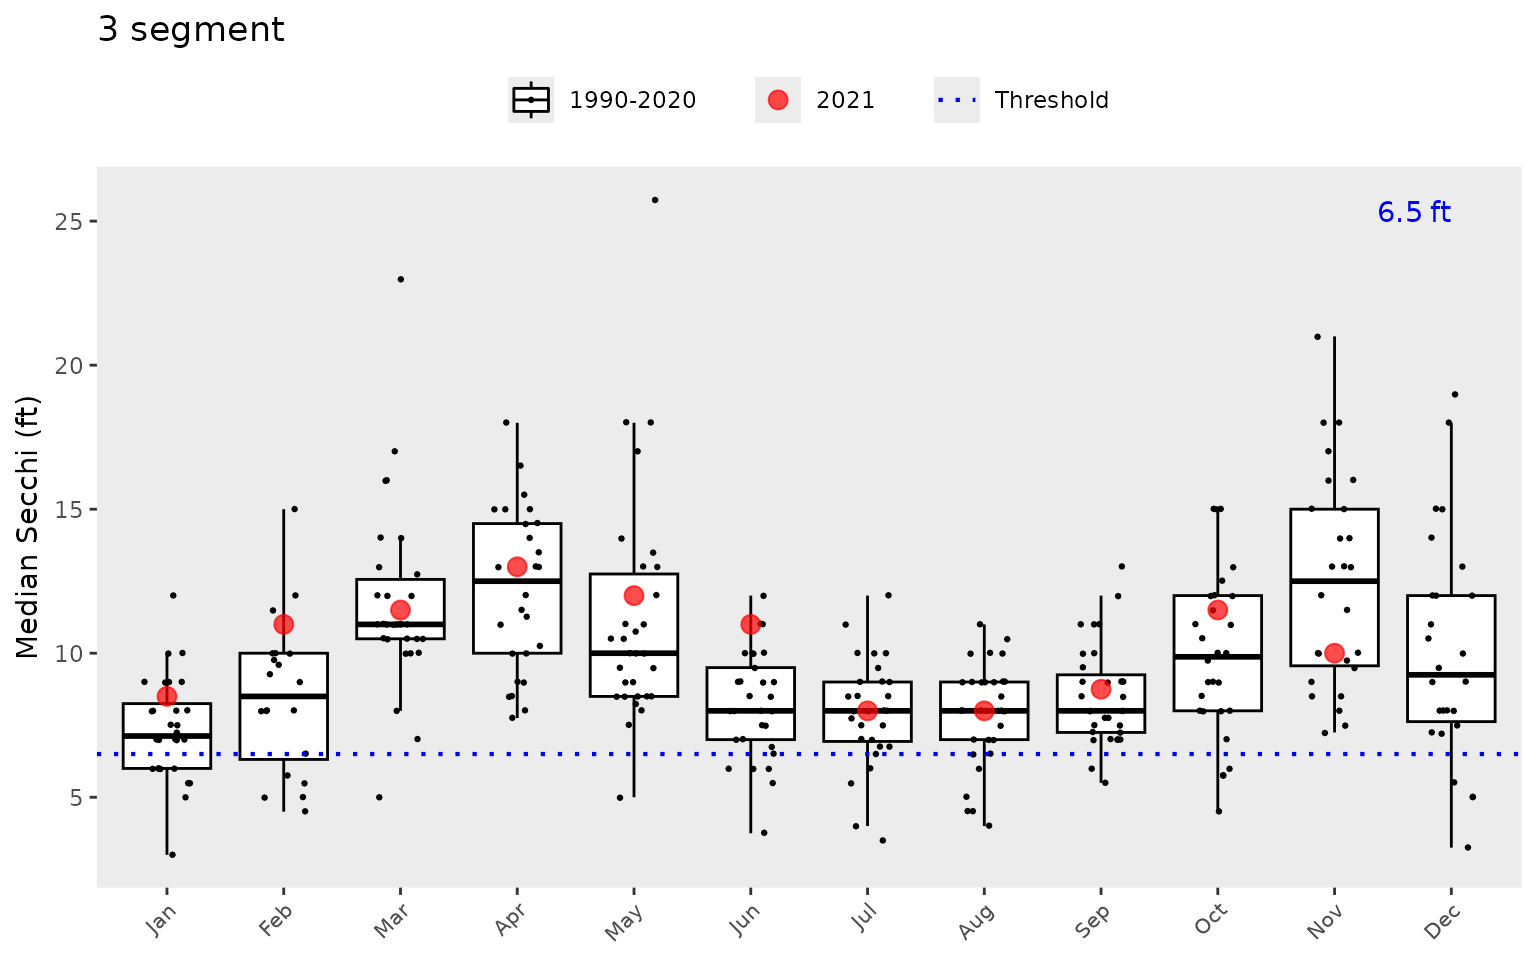 3 segment
1990-2020 2021 Threshold
6.5 ft
25
20
15
10
5
Median Secchi (ft)
Jan Feb Mar Apr May Jun Jul Aug Sep Oct Nov Dec